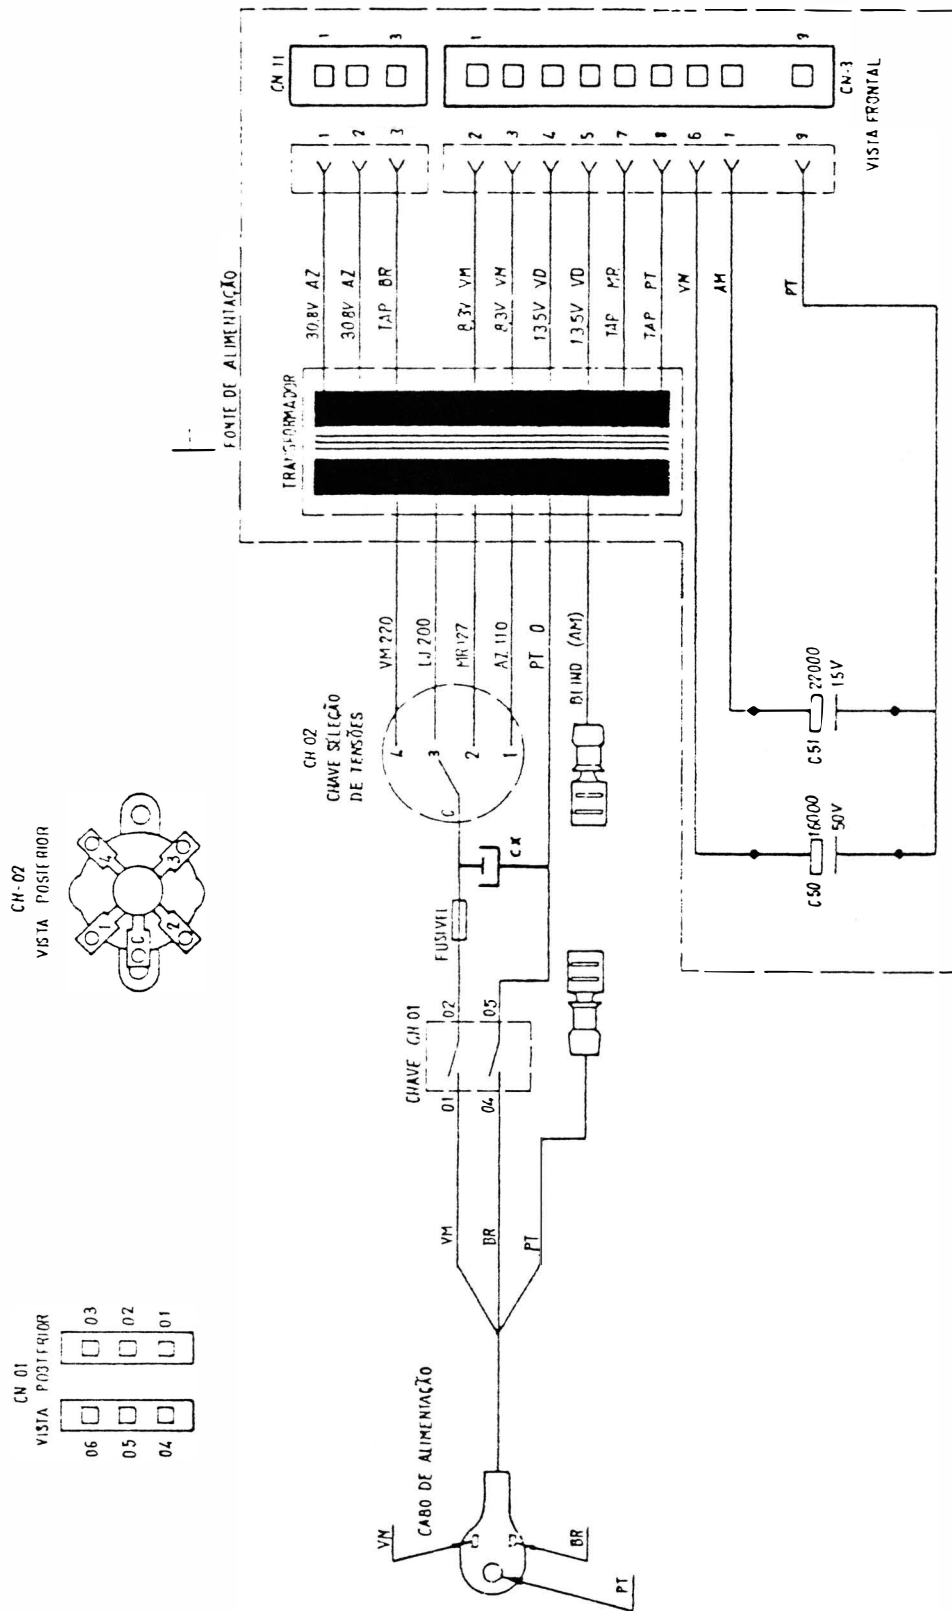 CN 01
VISTA POSTERIOR
06
05
04
03
02
01
CH-02
VISTA POSTERIOR
1
4
C
2
3
FONTE DE ALIMENTAÇÃO
CN 11
1
3
1
9
CN-3
VISTA FRONTAL
1
2
3
2
3
4
5
7
8
6
1
9
30.8V AZ
30.8V AZ
TAP BR
8,3V VM
8,3V VM
13.5V VD
13.5V VD
TAP MR
TAP PT
VM
AM
PT
TRANSFORMADOR
VM 220
LJ 200
MR 127
AZ 110
PT 0
BLIND (AM)
CH 02
CHAVE SELEÇÃO
DE TENSÕES
4
3
2
1
C
CX
FUSIVEL
CHAVE CH 01
02
05
01
04
VM
BR
PT
CABO DE ALIMENTAÇÃO
VM
BR
PT
C51
22000
15V
C50
16000
50V